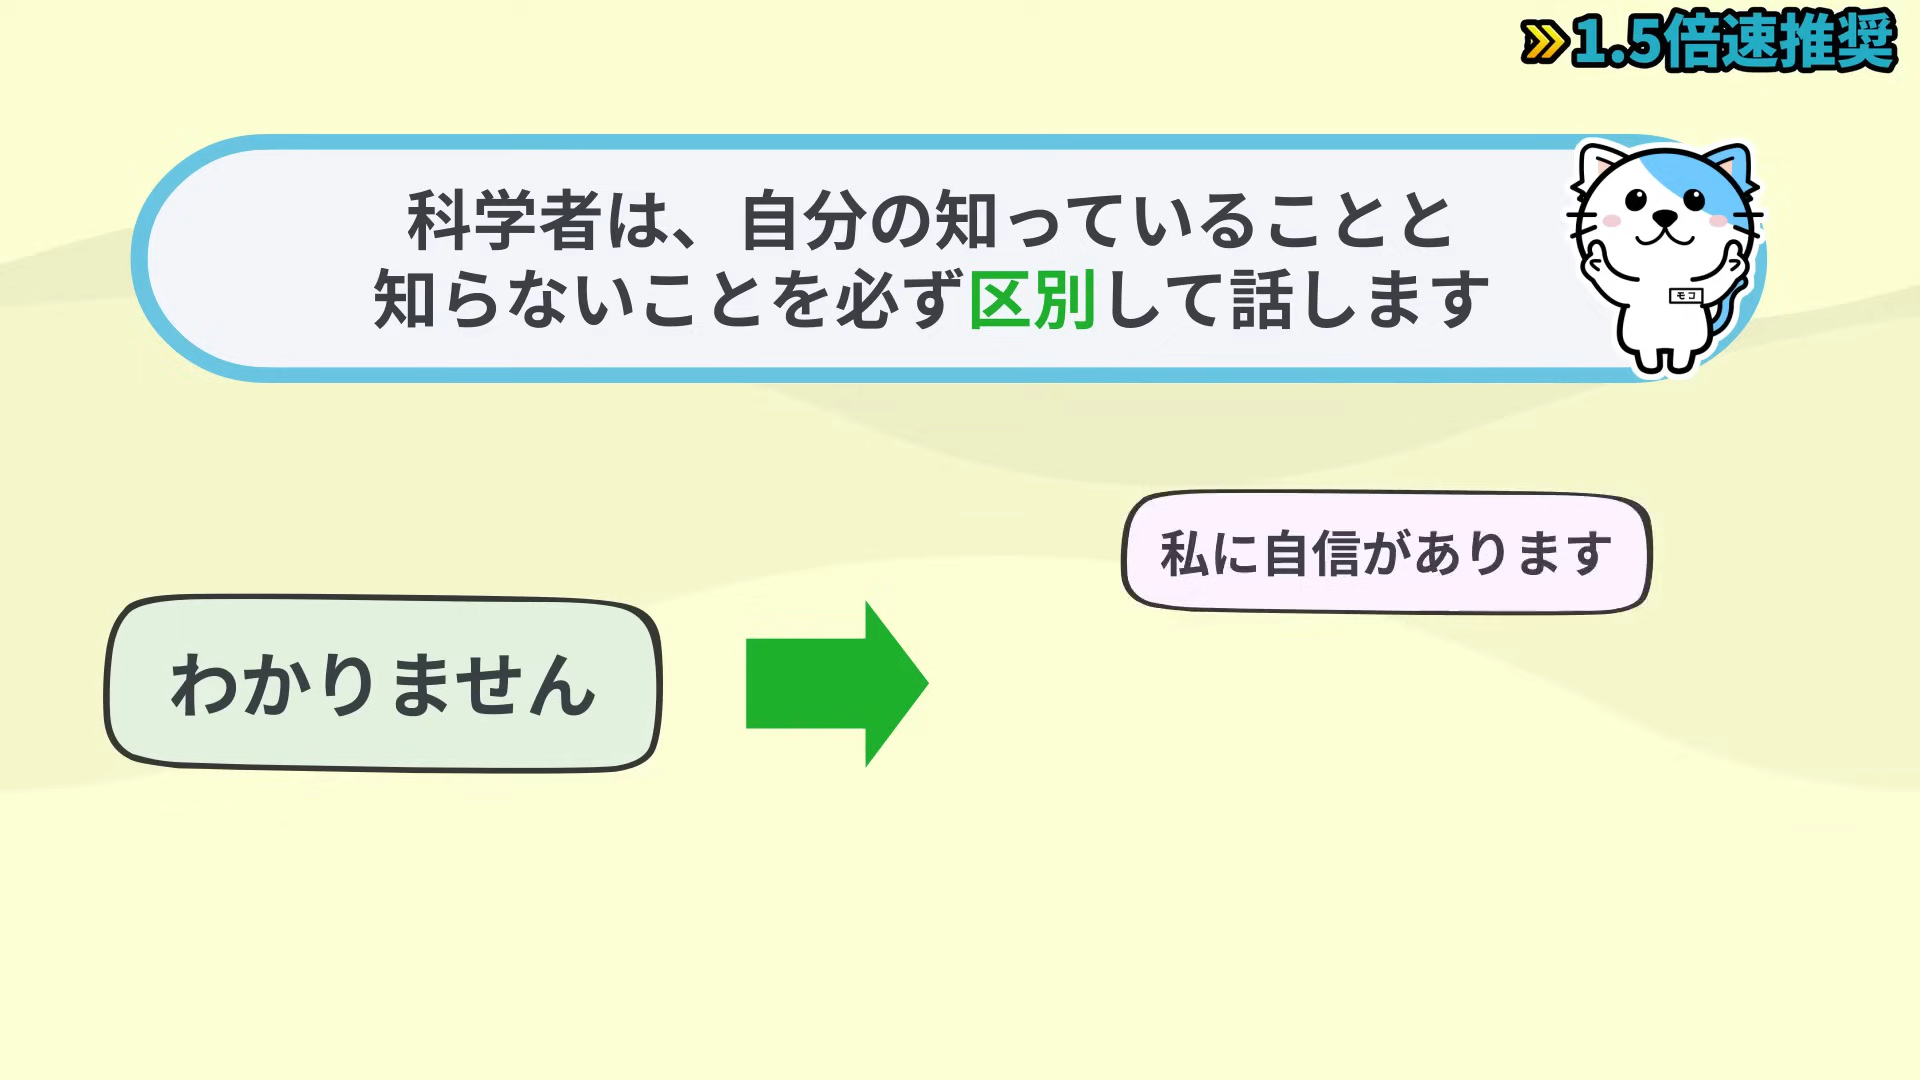 1.5倍速推奨
科学者は、自分の知っていることと
知らないことを必ず区別して話します
モコ
私に自信があります
わかりません